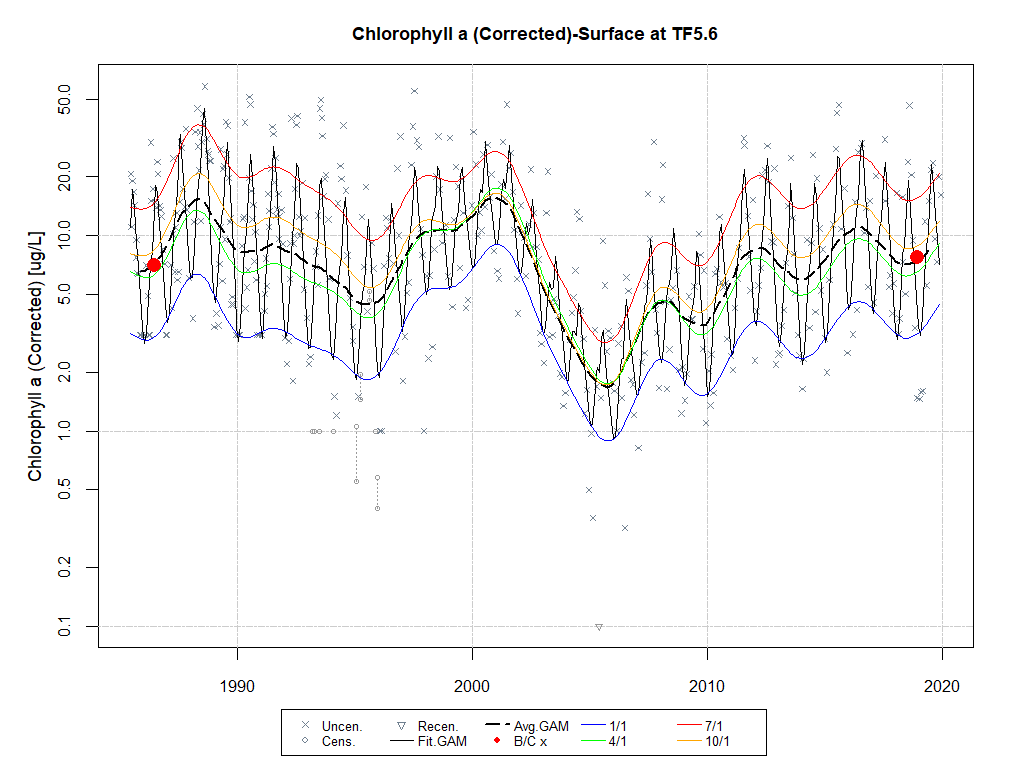 Chlorophyll a (Corrected)-Surface at TF5.6
Chlorophyll a (Corrected) [ug/L]
50.0
20.0
10.0
5.0
2.0
1.0
0.5
0.2
0.1
1990 2000 2010 2020
Uncen. Recen. Avg.GAM 1/1 7/1
Cens. Fit.GAM B/C x 4/1 10/1